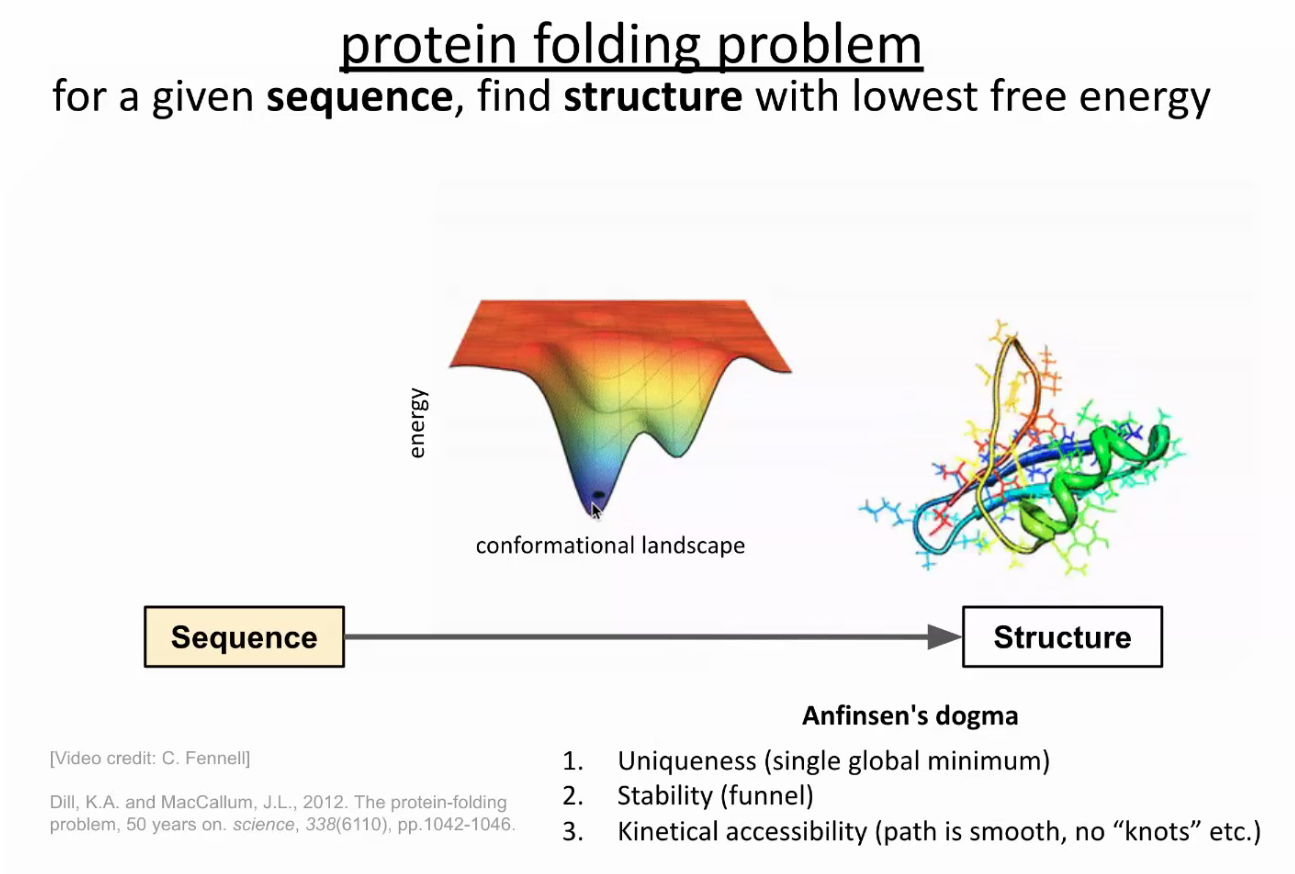 protein folding problem
for a given sequence, find structure with lowest free energy
energy
conformational landscape
Sequence
Structure
Anfinsen's dogma
[Video credit: C. Fennell]
Dill, K.A. and MacCallum, J.L., 2012. The protein-folding
problem, 50 years on. science, 338(6110), pp.1042-1046.
1. Uniqueness (single global minimum)
2. Stability (funnel)
3. Kinetical accessibility (path is smooth, no “knots” etc.)